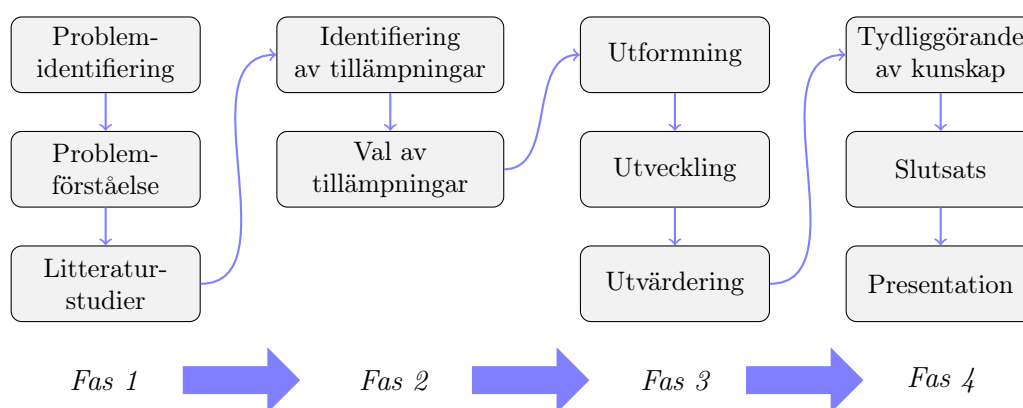 Problem-
identifiering
Problem-
förståelse
Litteratur-
studier
Identifiering
av tillämpningar
Val av
tillämpningar
Utformning
Utveckling
Utvärdering
Tydliggörande
av kunskap
Slutsats
Presentation
Fas 1
Fas 2
Fas 3
Fas 4